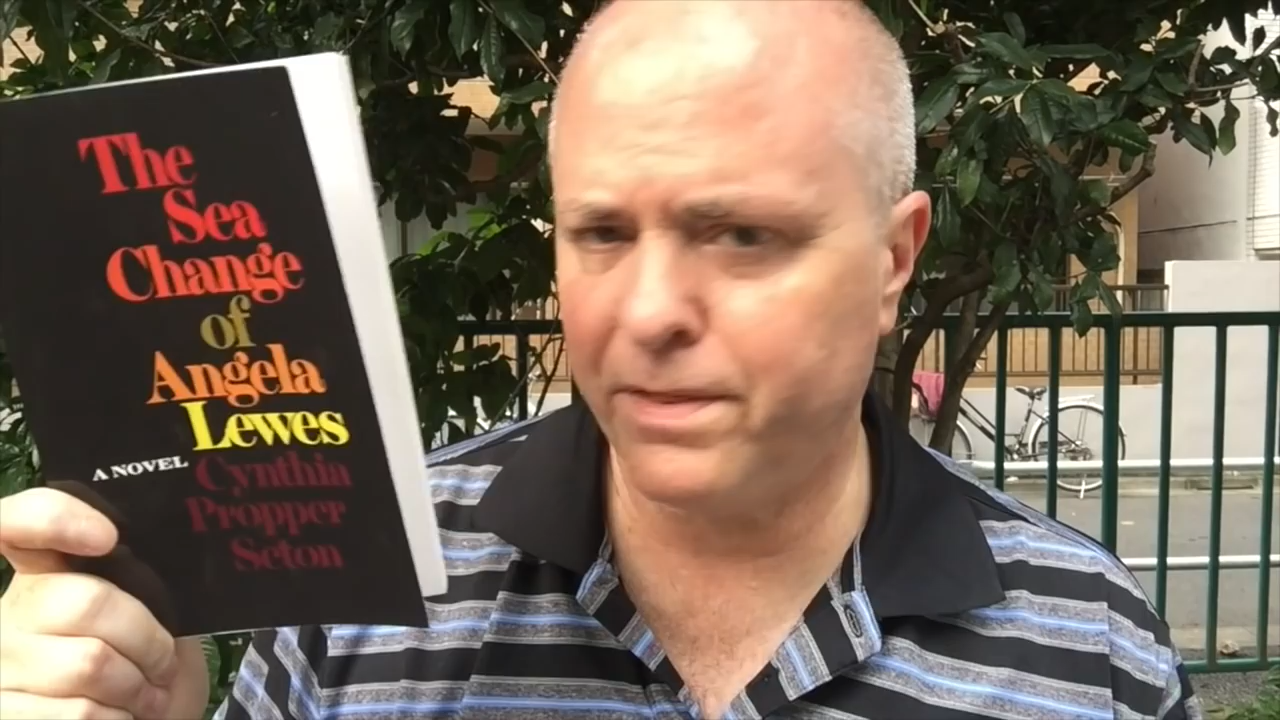 The
Sea
Change
of
Angela
Lewes
A NOVEL Cynthia
Propper
Seton